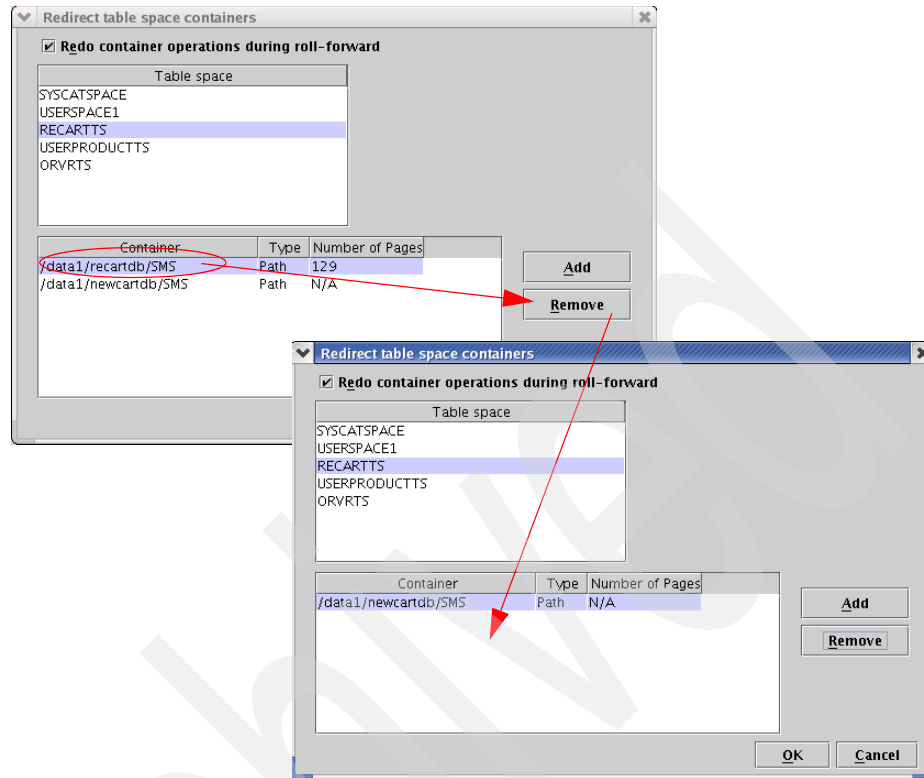 Redirect table space containers
Redo container operations during roll-forward
Table space
SYSCATSPACE
USERSPACE1
RECARTTS
USERPRODUCTTS
ORVRTS
Container Type Number of Pages
/data1/recartdb/SMS Path 129
/data1/newcartdb/SMS Path N/A
Add
Remove
Redirect table space containers
Redo container operations during roll-forward
Table space
SYSCATSPACE
USERSPACE1
RECARTTS
USERPRODUCTTS
ORVRTS
Container Type Number of Pages
/data1/newcartdb/SMS Path N/A
Add
Remove
OK Cancel